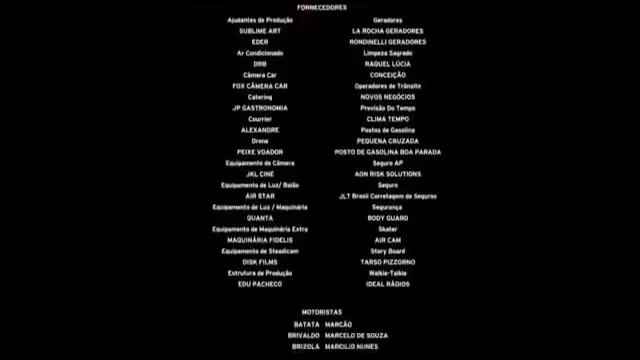 FORNECEDORES
Ajudantes de Produção
SUBLIME ART
EDER
Ar Condicionado
DRB
Câmera Car
FOX CÂMERA CAR
Catering
JP GASTRONOMIA
Courrier
ALEXANDRE
Drone
PEIXE VOADOR
Equipamento de Câmera
JKL CINE
Equipamento de Luz/ Balão
AIR STAR
Equipamento de Luz / Maquinária
QUANTA
Equipamento de Maquinária Extra
MAQUINÁRIA FIDELIS
Equipamento de Steadicam
DISK FILMS
Estrutura de Produção
EDU PACHECO
Geradores
LA ROCHA GERADORES
RONDINELLI GERADORES
Limpeza Sagrado
RAQUEL LÚCIA
CONCEIÇÃO
Operadores de Trânsito
NOVOS NEGÓCIOS
Previsão Do Tempo
CLIMA TEMPO
Postos de Gasolina
PEQUENA CRUZADA
POSTO DE GASOLINA BOA PARADA
Seguro AP
AON RISK SOLUTIONS
Seguro
JLT Brasil Corretagem de Seguros
Segurança
BODY GUARD
Skater
AIR CAM
Story Board
TARSO PIZZORNO
Walkie-Talkie
IDEAL RÁDIOS
MOTORISTAS
BATATA MARCÃO
BRIVALDO MARCELO DE SOUZA
BRIZOLA MARCILIO NUNES